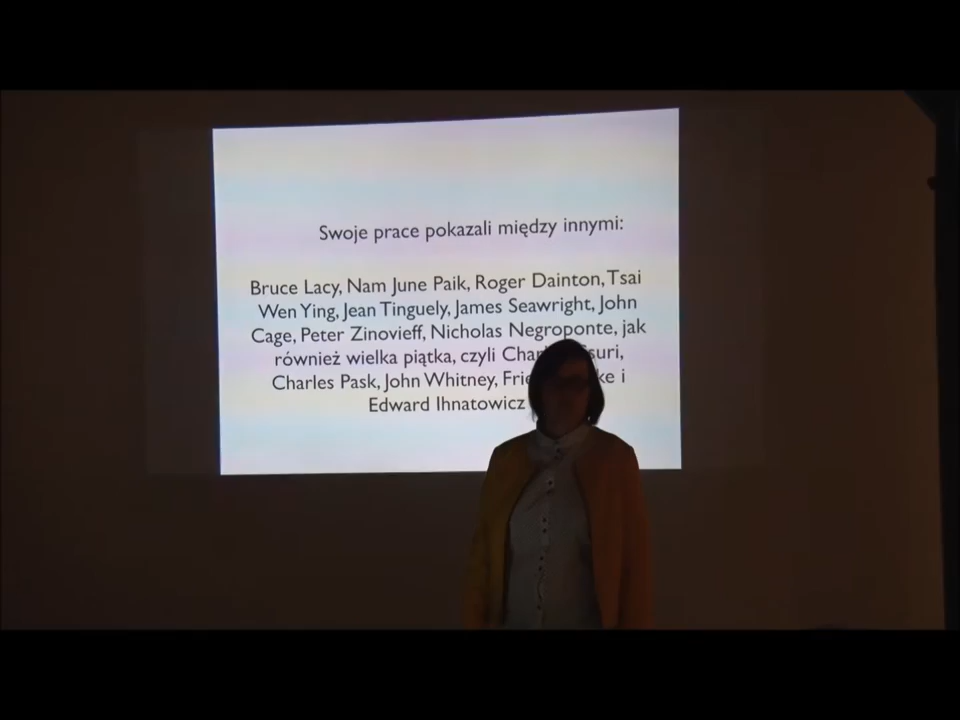 Swoje prace pokazali między innymi:
Bruce Lacy, Nam June Paik, Roger Dainton, Tsai
Wen Ying, Jean Tinguely, James Seawright, John
Cage, Peter Zinovieff, Nicholas Negroponte, jak
również wielka piątka, czyli
Charles Pask, John Whitney, i
Edward Ihnatowicz